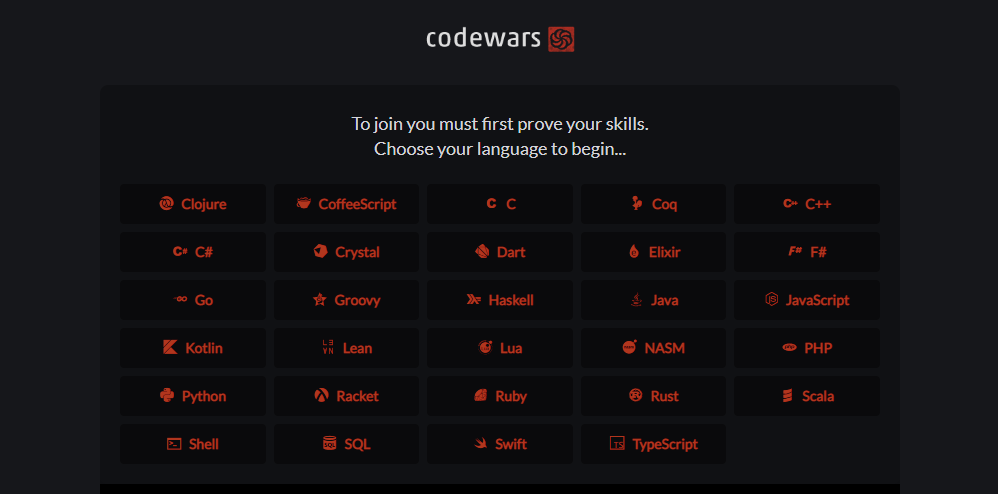 codewars
To join you must first prove your skills.
Choose your language to begin...
Clojure CoffeeScript C Coq C++
C# Crystal Dart Elixir F#
Go Groovy Haskell Java JavaScript
Kotlin Lean Lua NASM PHP
Python Racket Ruby Rust Scala
Shell SQL Swift TypeScript